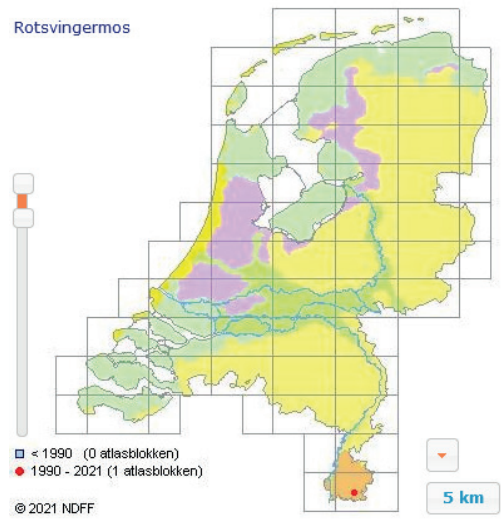 Rotsvingermos
< 1990 (0 atlasblokken)
1990 - 2021 (1 atlasblokken)
© 2021 NDFF
5 km